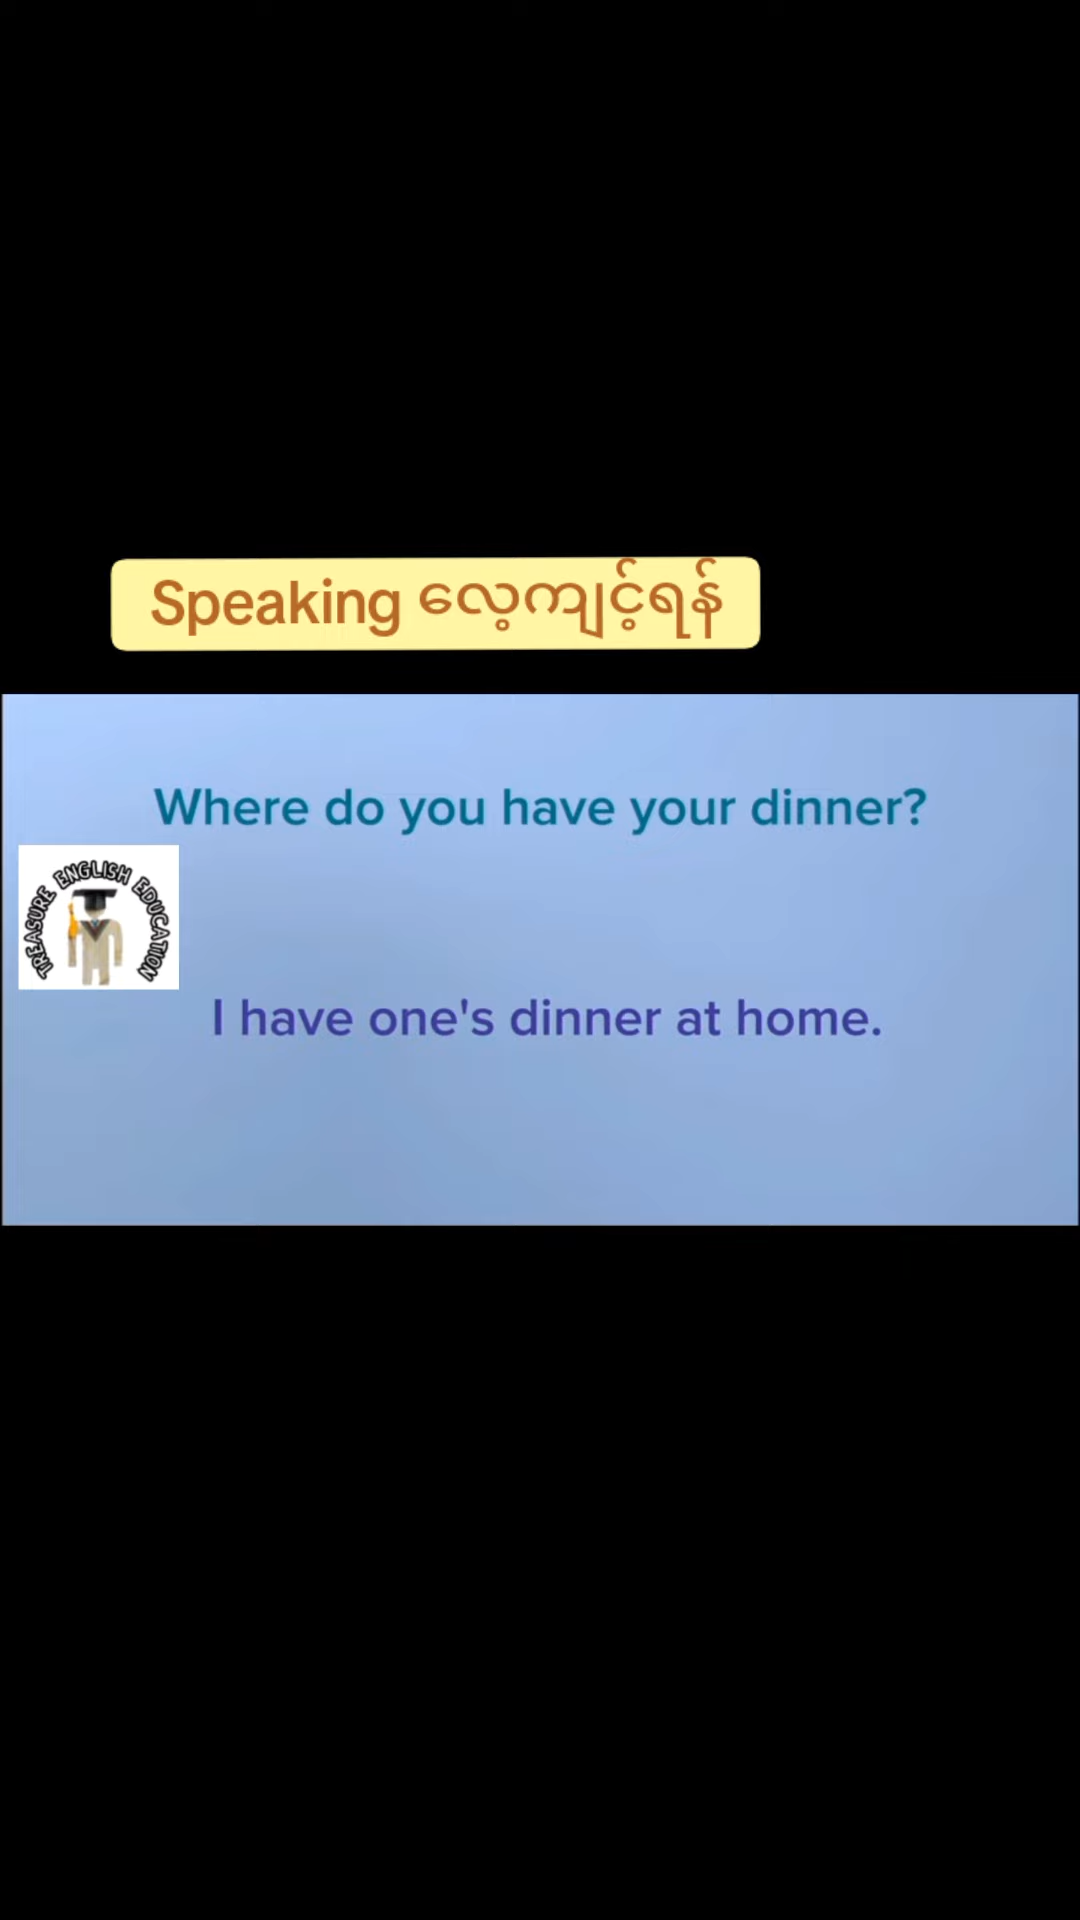 Speaking လေ့ကျင့်ရန်
Where do you have your dinner?
TREASURE ENGLISH EDUCATION
I have one's dinner at home.